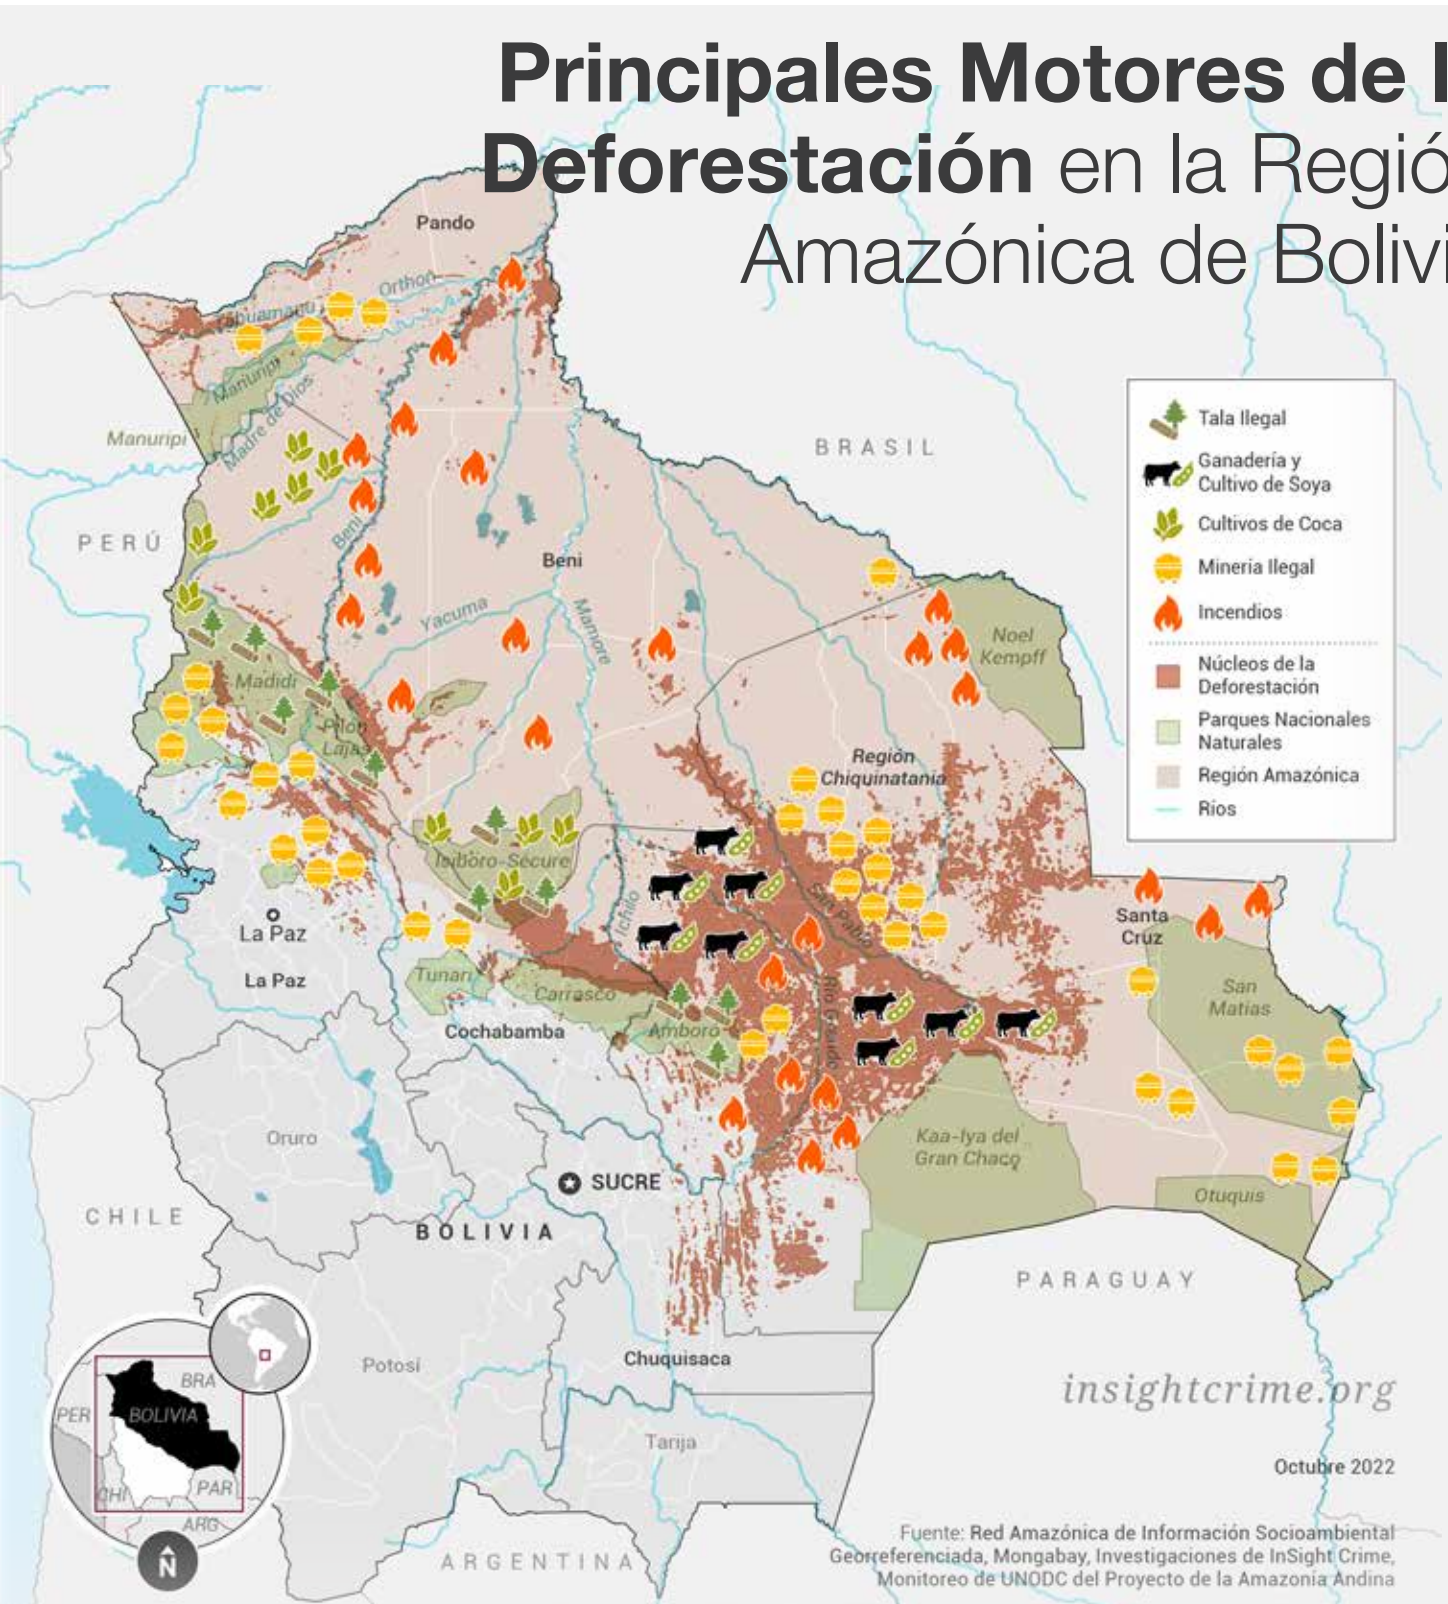 Principales Motores de l
Deforestación en la Regió
Amazónica de Bolivi
Pando
Orthon
Tahuamanu
Manuripi
Madre de Dios
Manuripi
BRASIL
PERÚ
Beni
Beni
Yacuma
Mamore
Noel
Kempff
Madidi
Pilón
Lajas
Región
Chiquinatania
Isiboro-Secure
Ichilo
San Pablo
Río Grande
Santa
Cruz
San
Matias
La Paz
La Paz
Tunari
Carrasco
Amboró
Cochabamba
Oruro
Kaa-Iya del
Gran Chaco
Otuquis
SUCRE
CHILE
BOLIVIA
PARAGUAY
Potosí
Chuquisaca
Tarija
ARGENTINA
Tala Ilegal
Ganadería y
Cultivo de Soya
Cultivos de Coca
Minería Ilegal
Incendios
Núcleos de la
Deforestación
Parques Nacionales
Naturales
Región Amazónica
Ríos
BRA
PER
BOLIVIA
CHI
PAR
ARG
N
insightcrime.org
Octubre 2022
Fuente: Red Amazónica de Información Socioambiental
Georreferenciada, Mongabay, Investigaciones de InSight Crime,
Monitoreo de UNODC del Proyecto de la Amazonía Andina